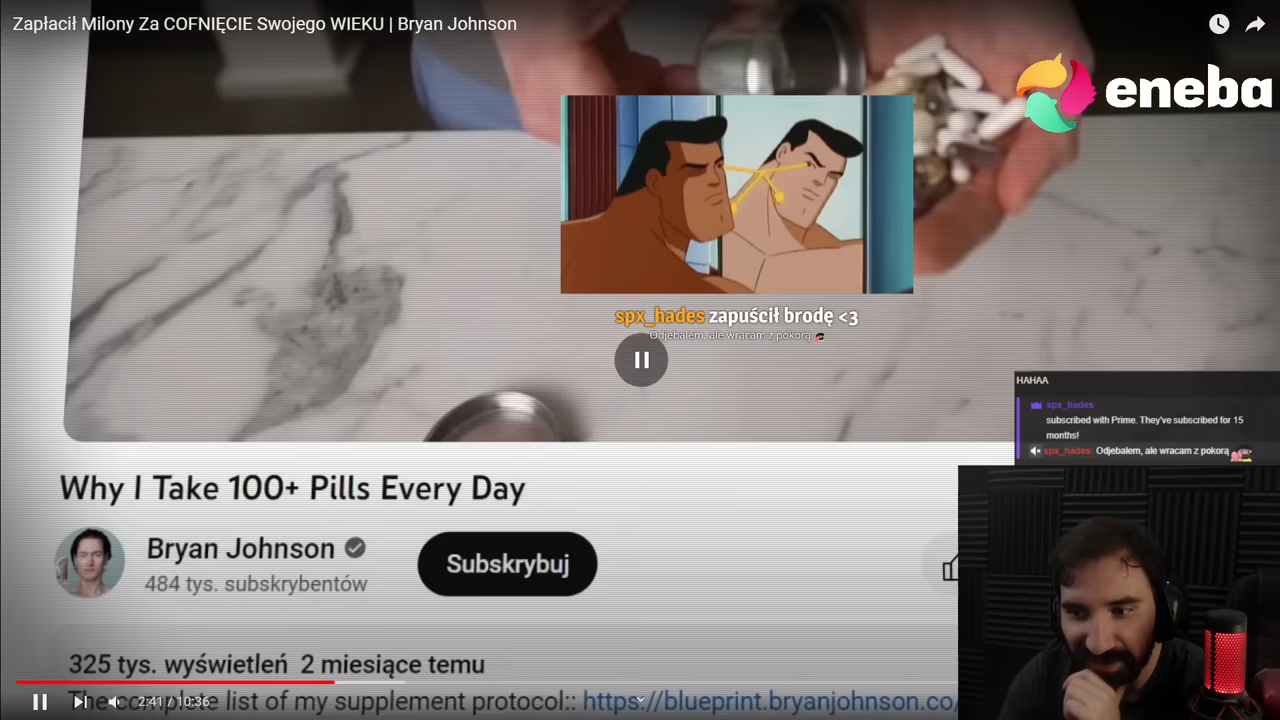 Zapłacił Miliony Za COFNIĘCIE Swojego WIEKU | Bryan Johnson
eneba
spx_hades zapuścił brodę <3
Odjebalem, ale wracam z pokorą
HAHAA
spx_hades
subscribed with Prime. They've subscribed for 15
months!
spx_hades: Odjebalem, ale wracam z pokorą
Why I Take 100+ Pills Every Day
Bryan Johnson
484 tys. subskrybentów
Subskrybuj
325 tys. wyświetleń 2 miesiące temu
The complete list of my supplement protocol:: https://blueprint.bryanjohnson.co/
2:41 / 10:36